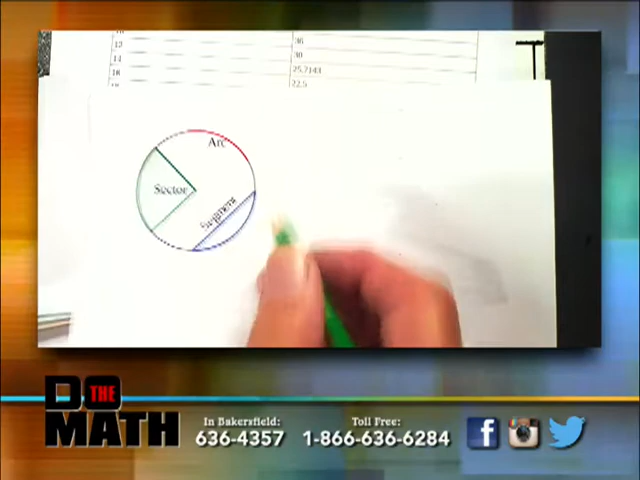 12
14
16
36
30
25.7143
22.5
Arc
Sector
Segment
DO THE MATH
In Bakersfield:
636-4357
Toll Free:
1-866-636-6284